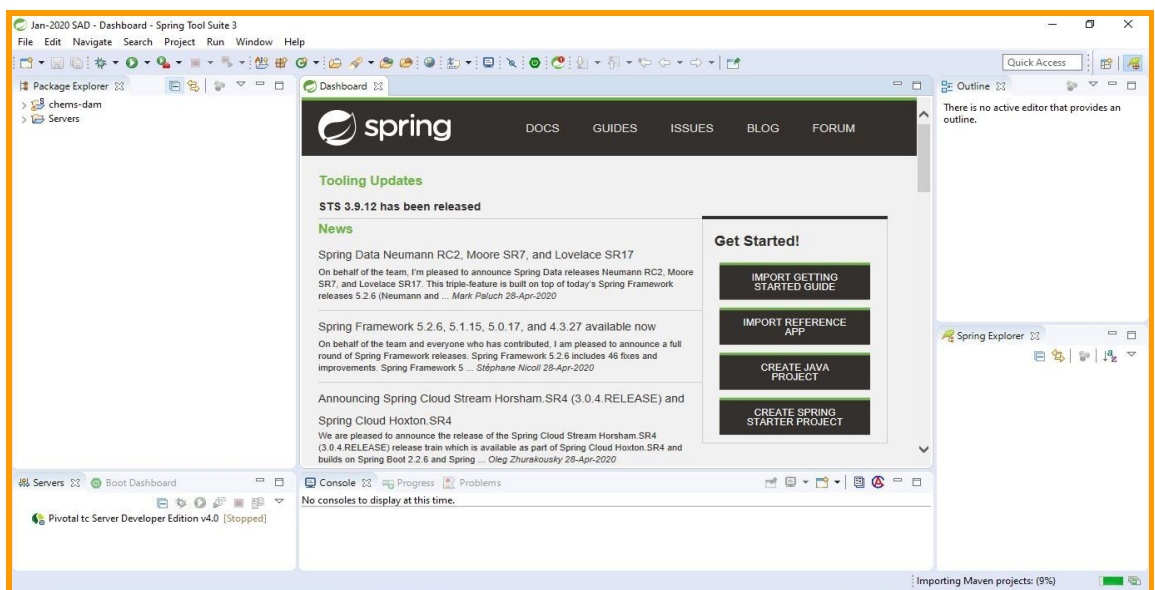 Jan-2020 SAD - Dashboard - Spring Tool Suite 3
File Edit Navigate Search Project Run Window Help
Quick Access
Package Explorer
chems-dam
Servers
Dashboard
spring DOCS GUIDES ISSUES BLOG FORUM
Tooling Updates
STS 3.9.12 has been released
News
Spring Data Neumann RC2, Moore SR7, and Lovelace SR17
On behalf of the team, I'm pleased to announce Spring Data releases Neumann RC2, Moore
SR7, and Lovelace SR17. This triple-feature is built on top of today's Spring Framework
releases 5.2.6 (Neumann and ... Mark Paluch 28-Apr-2020
Spring Framework 5.2.6, 5.1.15, 5.0.17, and 4.3.27 available now
On behalf of the team and everyone who has contributed, I am pleased to announce a full
round of Spring Framework releases. Spring Framework 5.2.6 includes 46 fixes and
improvements. Spring Framework 5 ... Stéphane Nicoll 28-Apr-2020
Announcing Spring Cloud Stream Horsham.SR4 (3.0.4.RELEASE) and
Spring Cloud Hoxton.SR4
We are pleased to announce the release of the Spring Cloud Stream Horsham.SR4
(3.0.4.RELEASE) release train which is available as part of Spring Cloud Hoxton.SR4 and
builds on Spring Boot 2.2.6 and Spring ... Oleg Zhurakousky 28-Apr-2020
Get Started!
IMPORT GETTING
STARTED GUIDE
IMPORT REFERENCE
APP
CREATE JAVA
PROJECT
CREATE SPRING
STARTER PROJECT
Outline
There is no active editor that provides an
outline.
Spring Explorer
Servers Boot Dashboard
Pivotal tc Server Developer Edition v4.0 [Stopped]
Console Progress Problems
No consoles to display at this time.
Importing Maven projects: (9%)